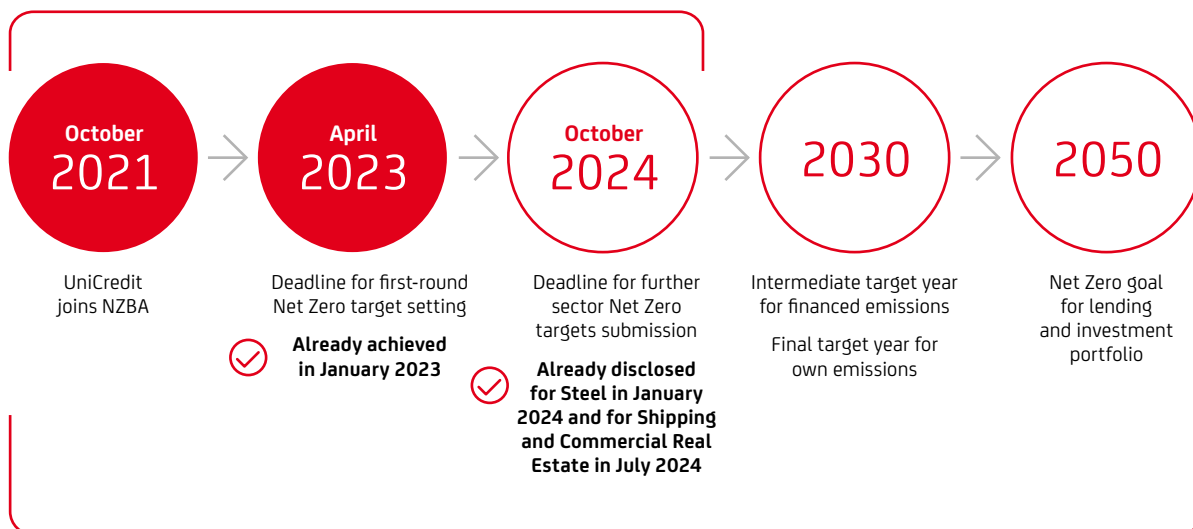 October
2021
UniCredit
joins NZBA
April
2023
Deadline for first-round
Net Zero target setting
Already achieved
in January 2023
October
2024
Deadline for further
sector Net Zero
targets submission
Already disclosed
for Steel in January
2024 and for Shipping
and Commercial Real
Estate in July 2024
2030
Intermediate target year
for financed emissions
Final target year for
own emissions
2050
Net Zero goal
for lending
and investment
portfolio